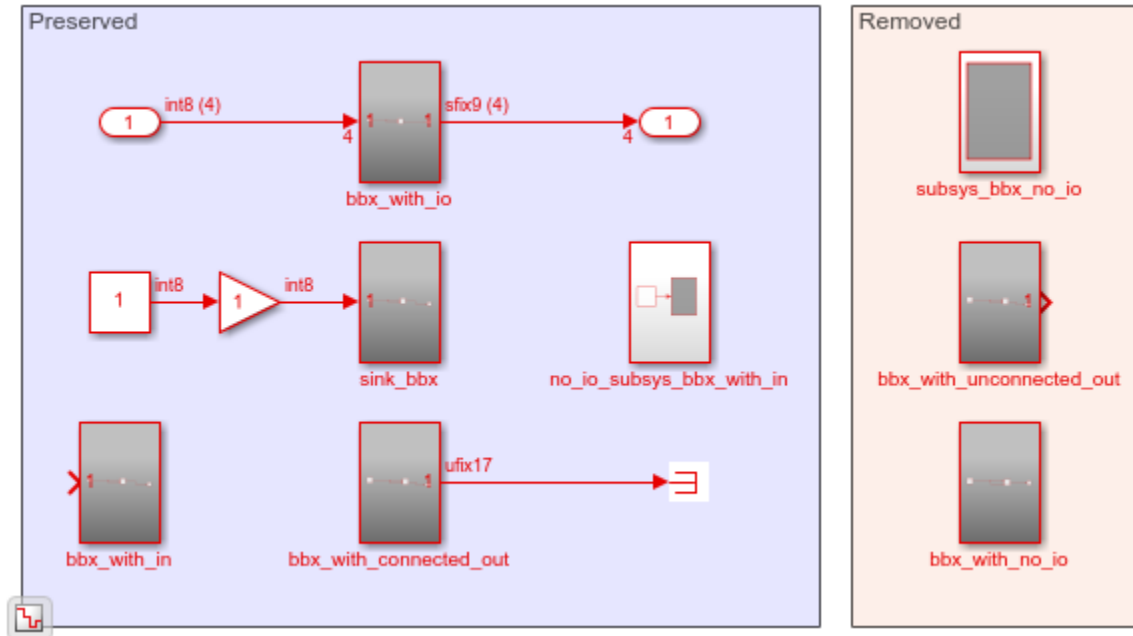 Preserved
Removed
int8 (4)
sfix9 (4)
1
1
1
1
4
4
bbx_with_io
subsys_bbx_no_io
int8
int8
1
1
1
1
sink_bbx
no_io_subsys_bbx_with_in
bbx_with_unconnected_out
ufix17
1
1
bbx_with_in
bbx_with_connected_out
bbx_with_no_io